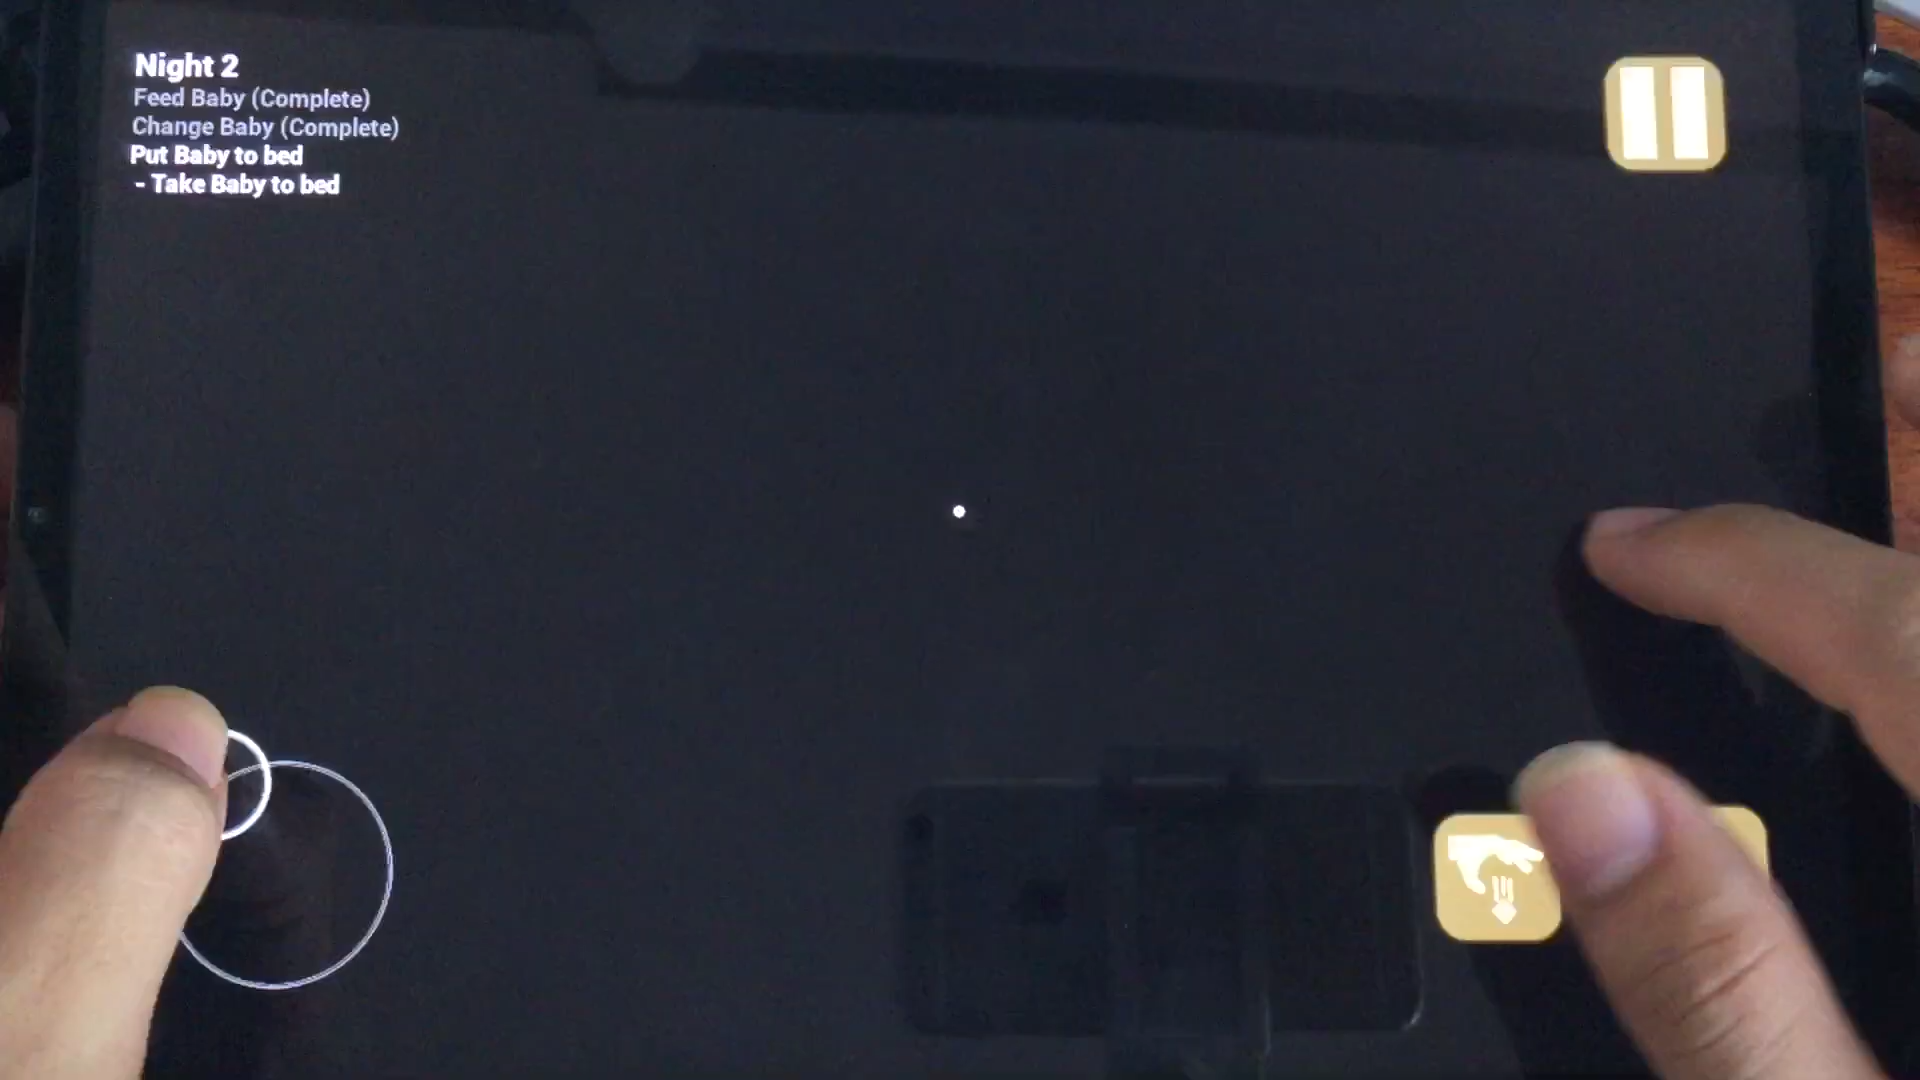 Night 2
Feed Baby (Complete)
Change Baby (Complete)
Put Baby to bed
- Take Baby to bed